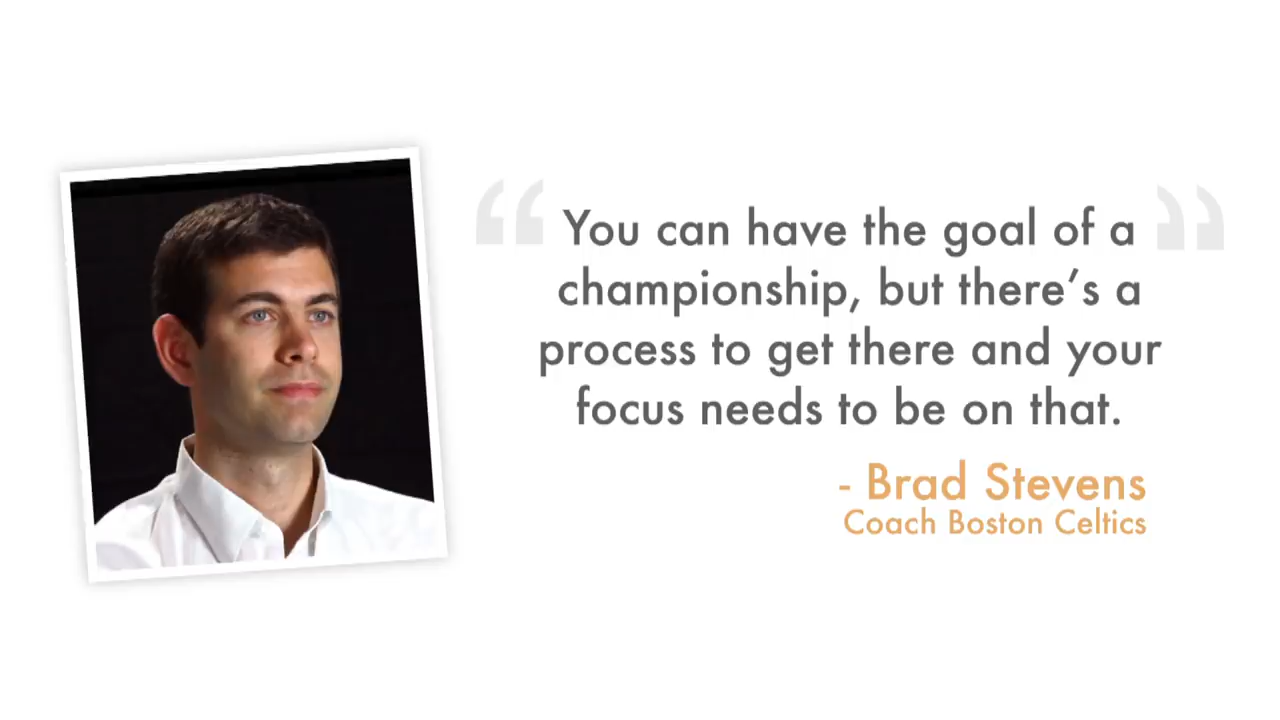 “You can have the goal of a”
championship, but there’s a
process to get there and your
focus needs to be on that.
- Brad Stevens
Coach Boston Celtics